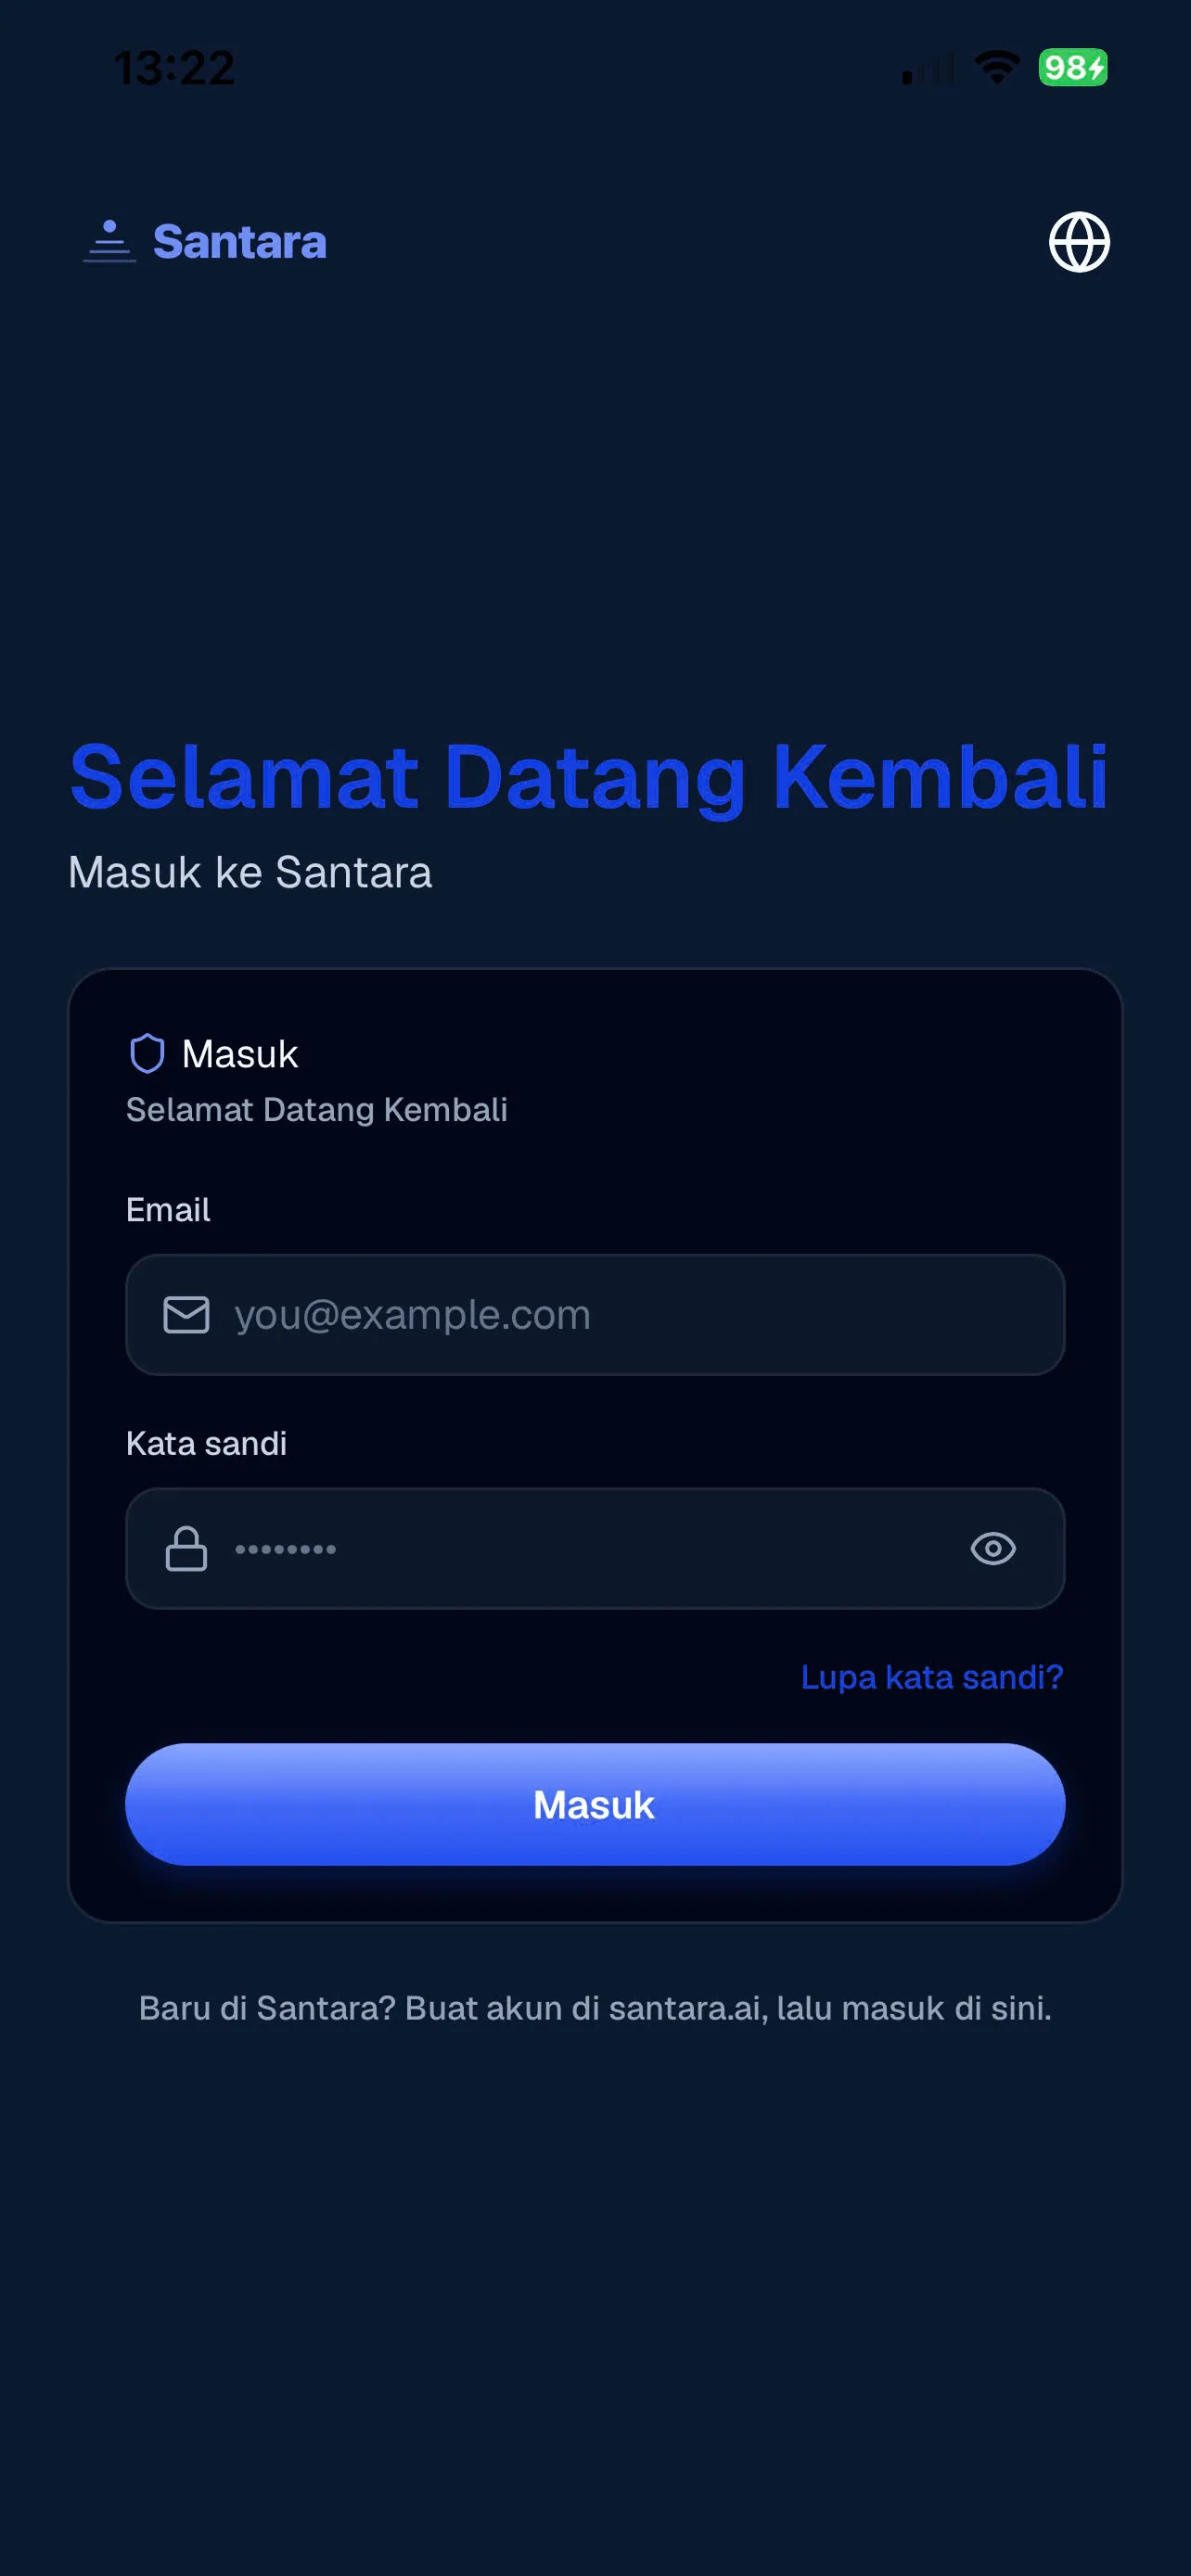 13:22
98
Santara
Selamat Datang Kembali
Masuk ke Santara
Masuk
Selamat Datang Kembali
Email
you@example.com
Kata sandi
••••••••
Lupa kata sandi?
Masuk
Baru di Santara? Buat akun di santara.ai, lalu masuk di sini.